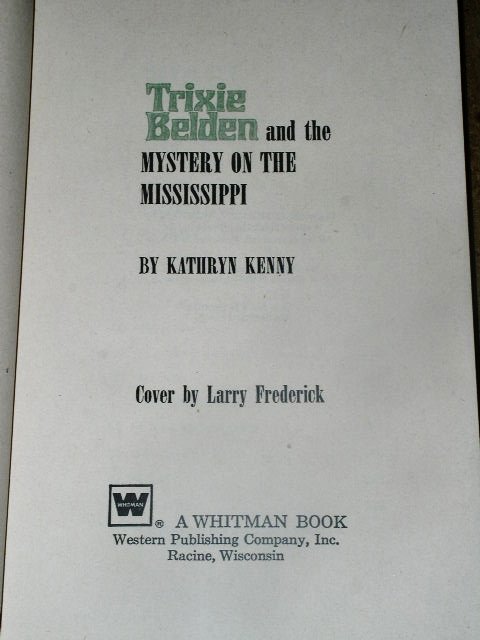 Trixie
Belden and the
MYSTERY ON THE
MISSISSIPPI
BY KATHRYN KENNY
Cover by Larry Frederick
W
WHITMAN
® A WHITMAN BOOK
Western Publishing Company, Inc.
Racine, Wisconsin